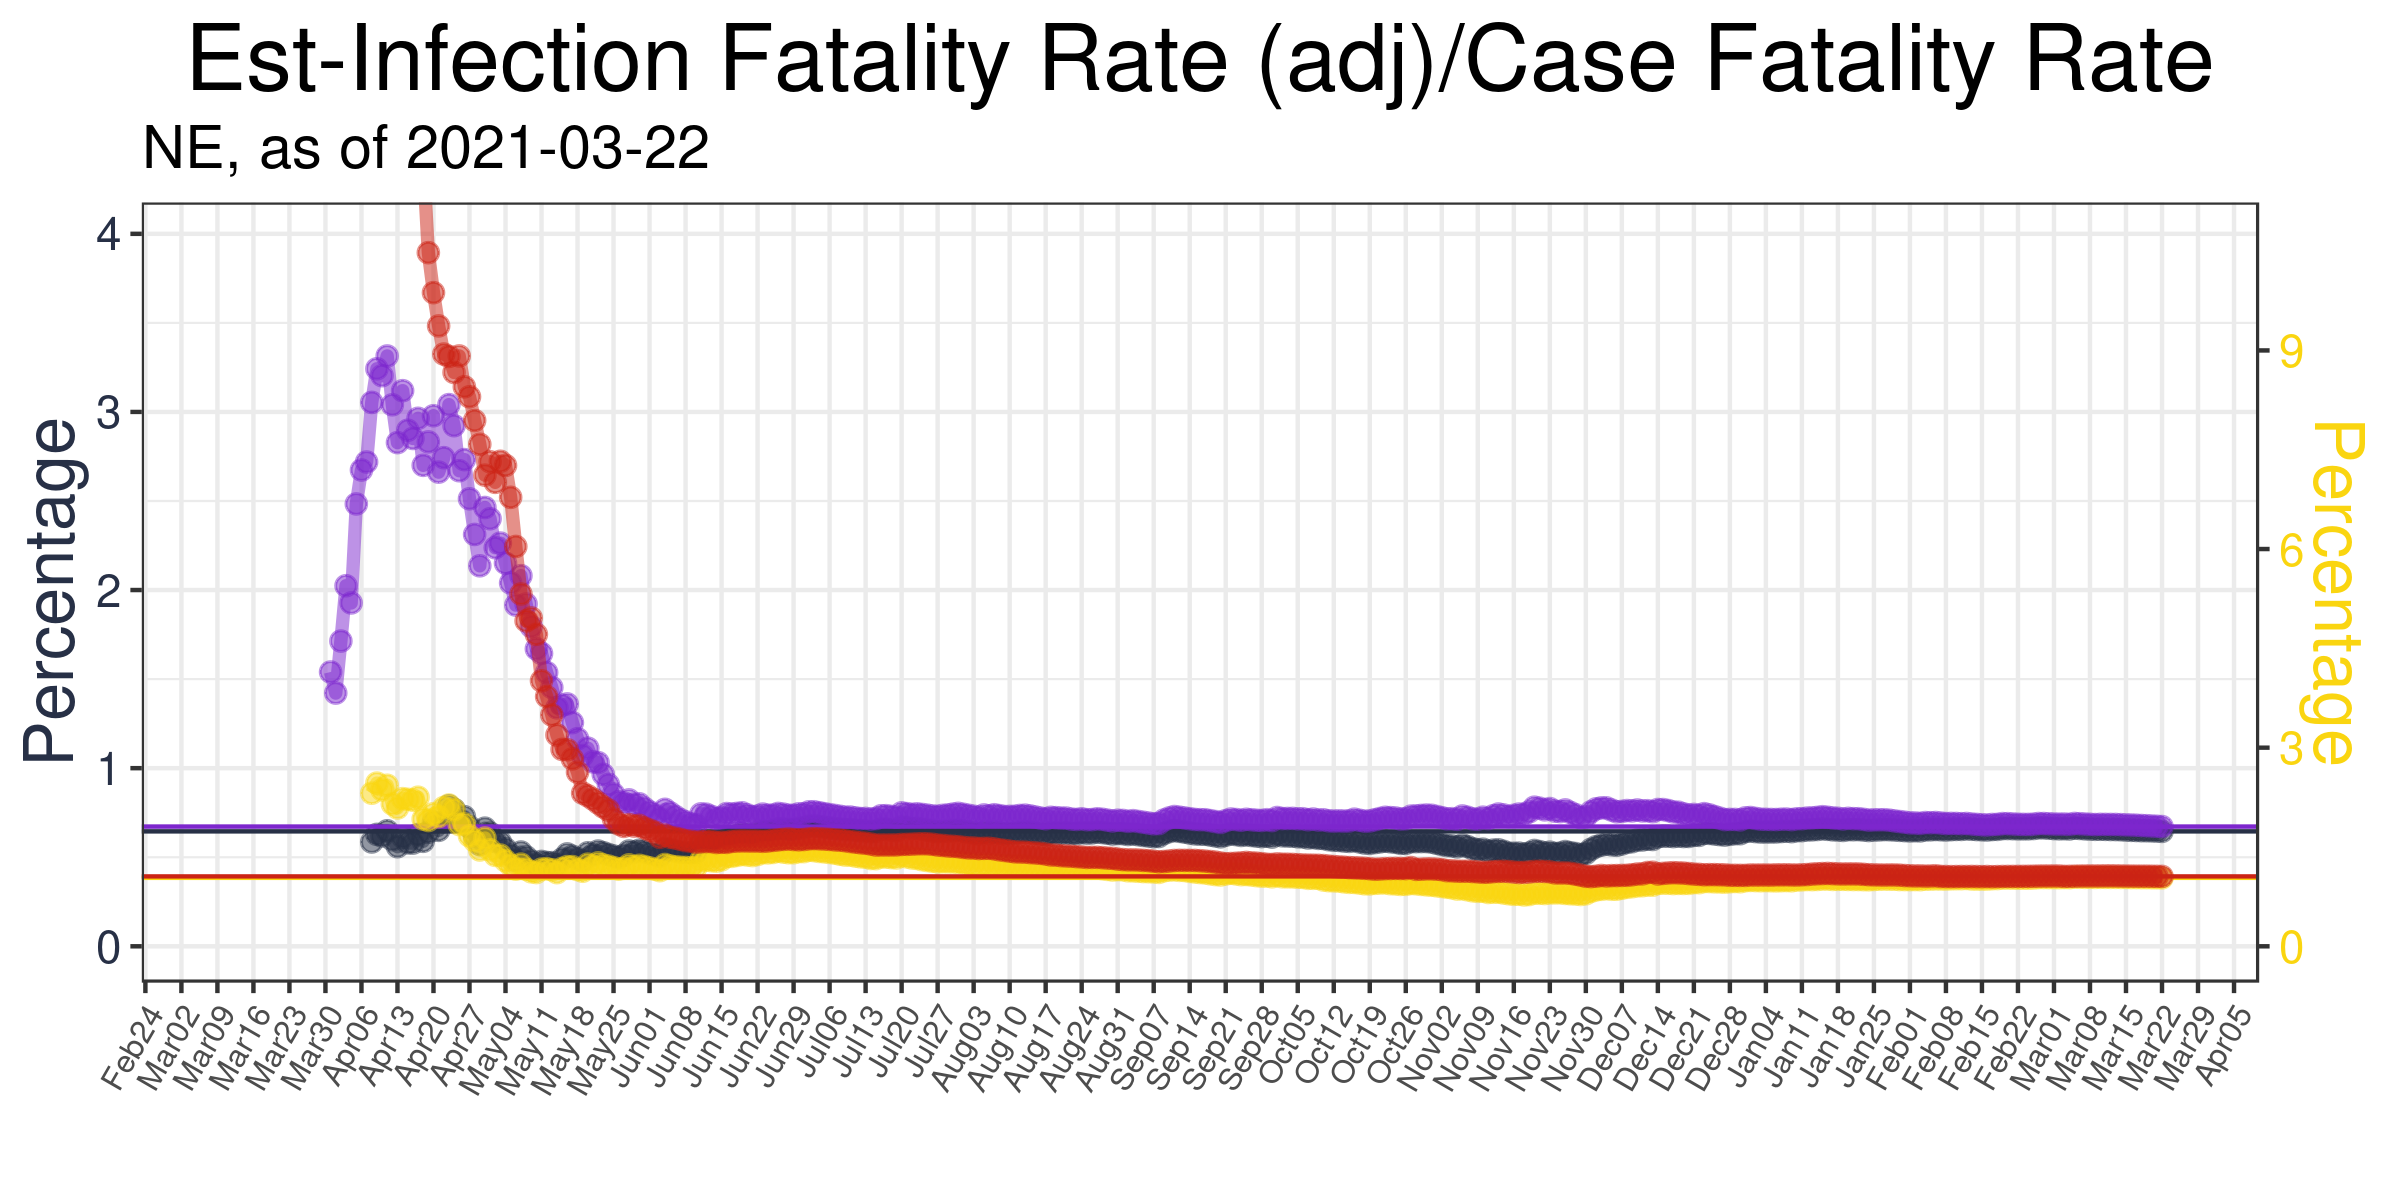 Est-Infection Fatality Rate (adj)/Case Fatality Rate
NE, as of 2021-03-22
Percentage
4
3
2
1
0
9
6
3
0
Percentage
Feb24
Mar02
Mar09
Mar16
Mar23
Mar30
Apr06
Apr13
Apr20
Apr27
May04
May11
May18
May25
Jun01
Jun08
Jun15
Jun22
Jun29
Jul06
Jul13
Jul20
Jul27
Aug03
Aug10
Aug17
Aug24
Aug31
Sep07
Sep14
Sep21
Sep28
Oct05
Oct12
Oct19
Oct26
Nov02
Nov09
Nov16
Nov23
Nov30
Dec07
Dec14
Dec21
Dec28
Jan04
Jan11
Jan18
Jan25
Feb01
Feb08
Feb15
Feb22
Mar01
Mar08
Mar15
Mar22
Mar29
Apr05